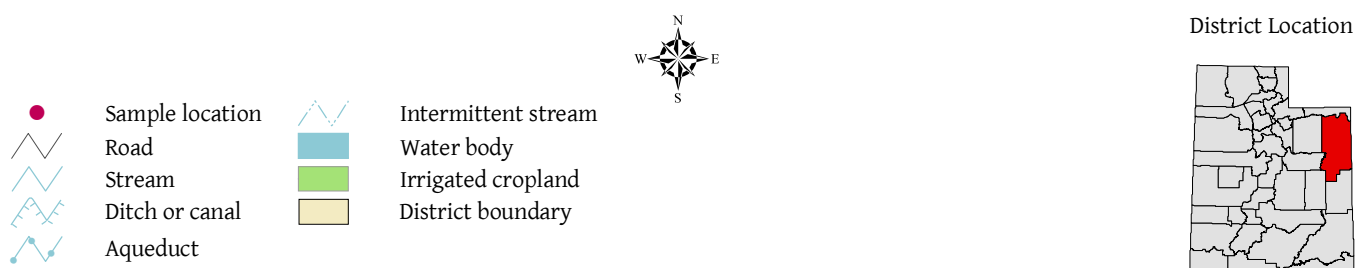 N
W E
S
District Location
Sample location
Road
Stream
Ditch or canal
Aqueduct
Intermittent stream
Water body
Irrigated cropland
District boundary